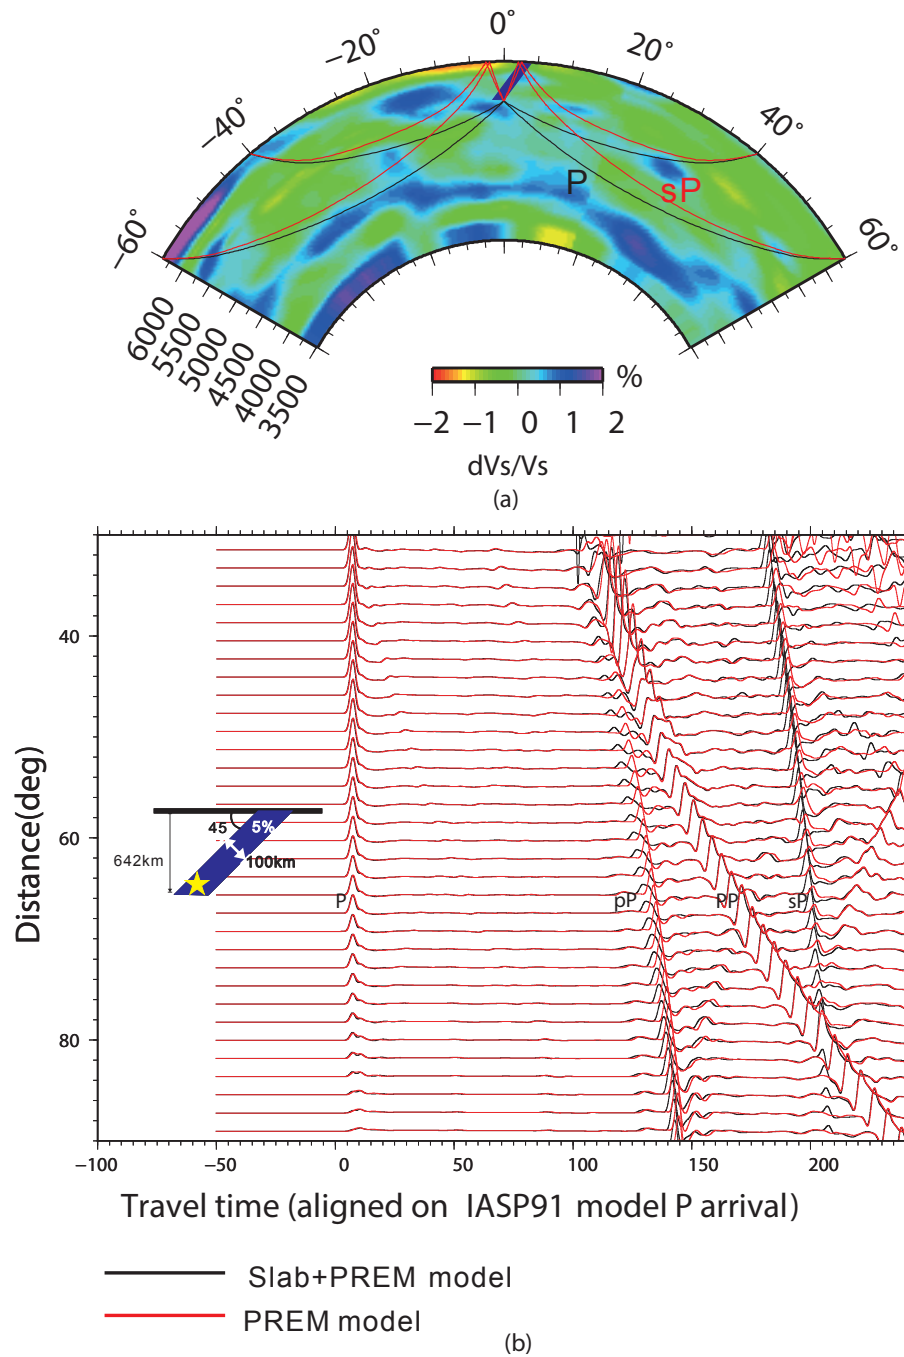 0°
−20°
20°
−40°
40°
P
sP
−60°
60°
6000
5500
5000
4500
4000
3500
%
−2 −1 0 1 2
dVs/Vs
(a)
40
Distance(deg)
45 5%
60
642km
100km
P pP PP sP
80
−100 −50 0 50 100 150 200
Travel time (aligned on IASP91 model P arrival)
Slab+PREM model
PREM model
(b)